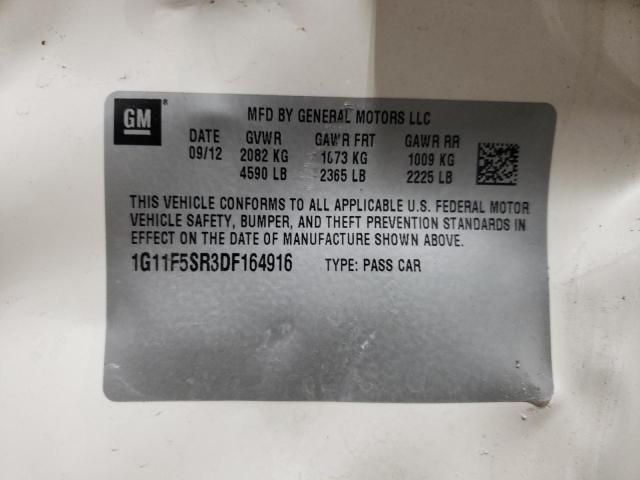 GM®
MFD BY GENERAL MOTORS LLC
DATE GVWR GAWR FRT GAWR RR
09/12 2082 KG 1073 KG 1009 KG
4590 LB 2365 LB 2225 LB
THIS VEHICLE CONFORMS TO ALL APPLICABLE U.S. FEDERAL MOTOR
VEHICLE SAFETY, BUMPER, AND THEFT PREVENTION STANDARDS IN
EFFECT ON THE DATE OF MANUFACTURE SHOWN ABOVE.
1G11F5SR3DF164916 TYPE: PASS CAR